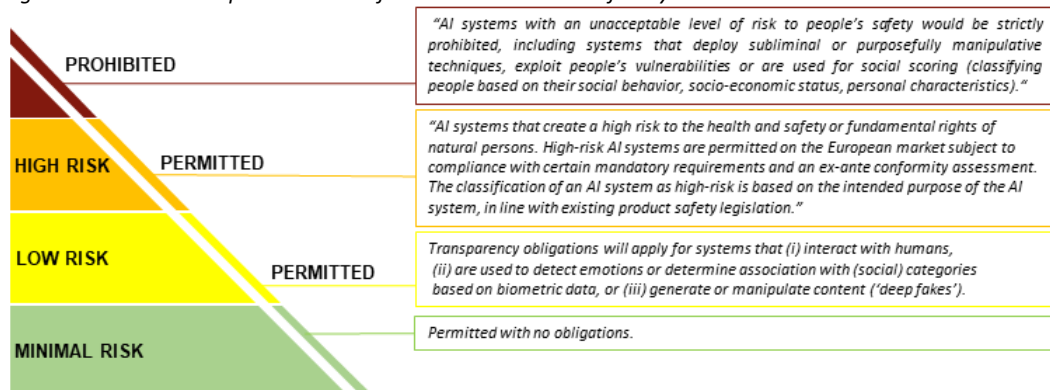 PROHIBITED
"AI systems with an unacceptable level of risk to people's safety would be strictly
prohibited, including systems that deploy subliminal or purposefully manipulative
techniques, exploit people's vulnerabilities or are used for social scoring (classifying
people based on their social behavior, socio-economic status, personal characteristics)."
HIGH RISK
PERMITTED
"AI systems that create a high risk to the health and safety or fundamental rights of
natural persons. High-risk AI systems are permitted on the European market subject to
compliance with certain mandatory requirements and an ex-ante conformity assessment.
The classification of an AI system as high-risk is based on the intended purpose of the AI
system, in line with existing product safety legislation."
LOW RISK
PERMITTED
Transparency obligations will apply for systems that (i) interact with humans,
(ii) are used to detect emotions or determine association with (social) categories
based on biometric data, or (iii) generate or manipulate content ('deep fakes').
MINIMAL RISK
Permitted with no obligations.